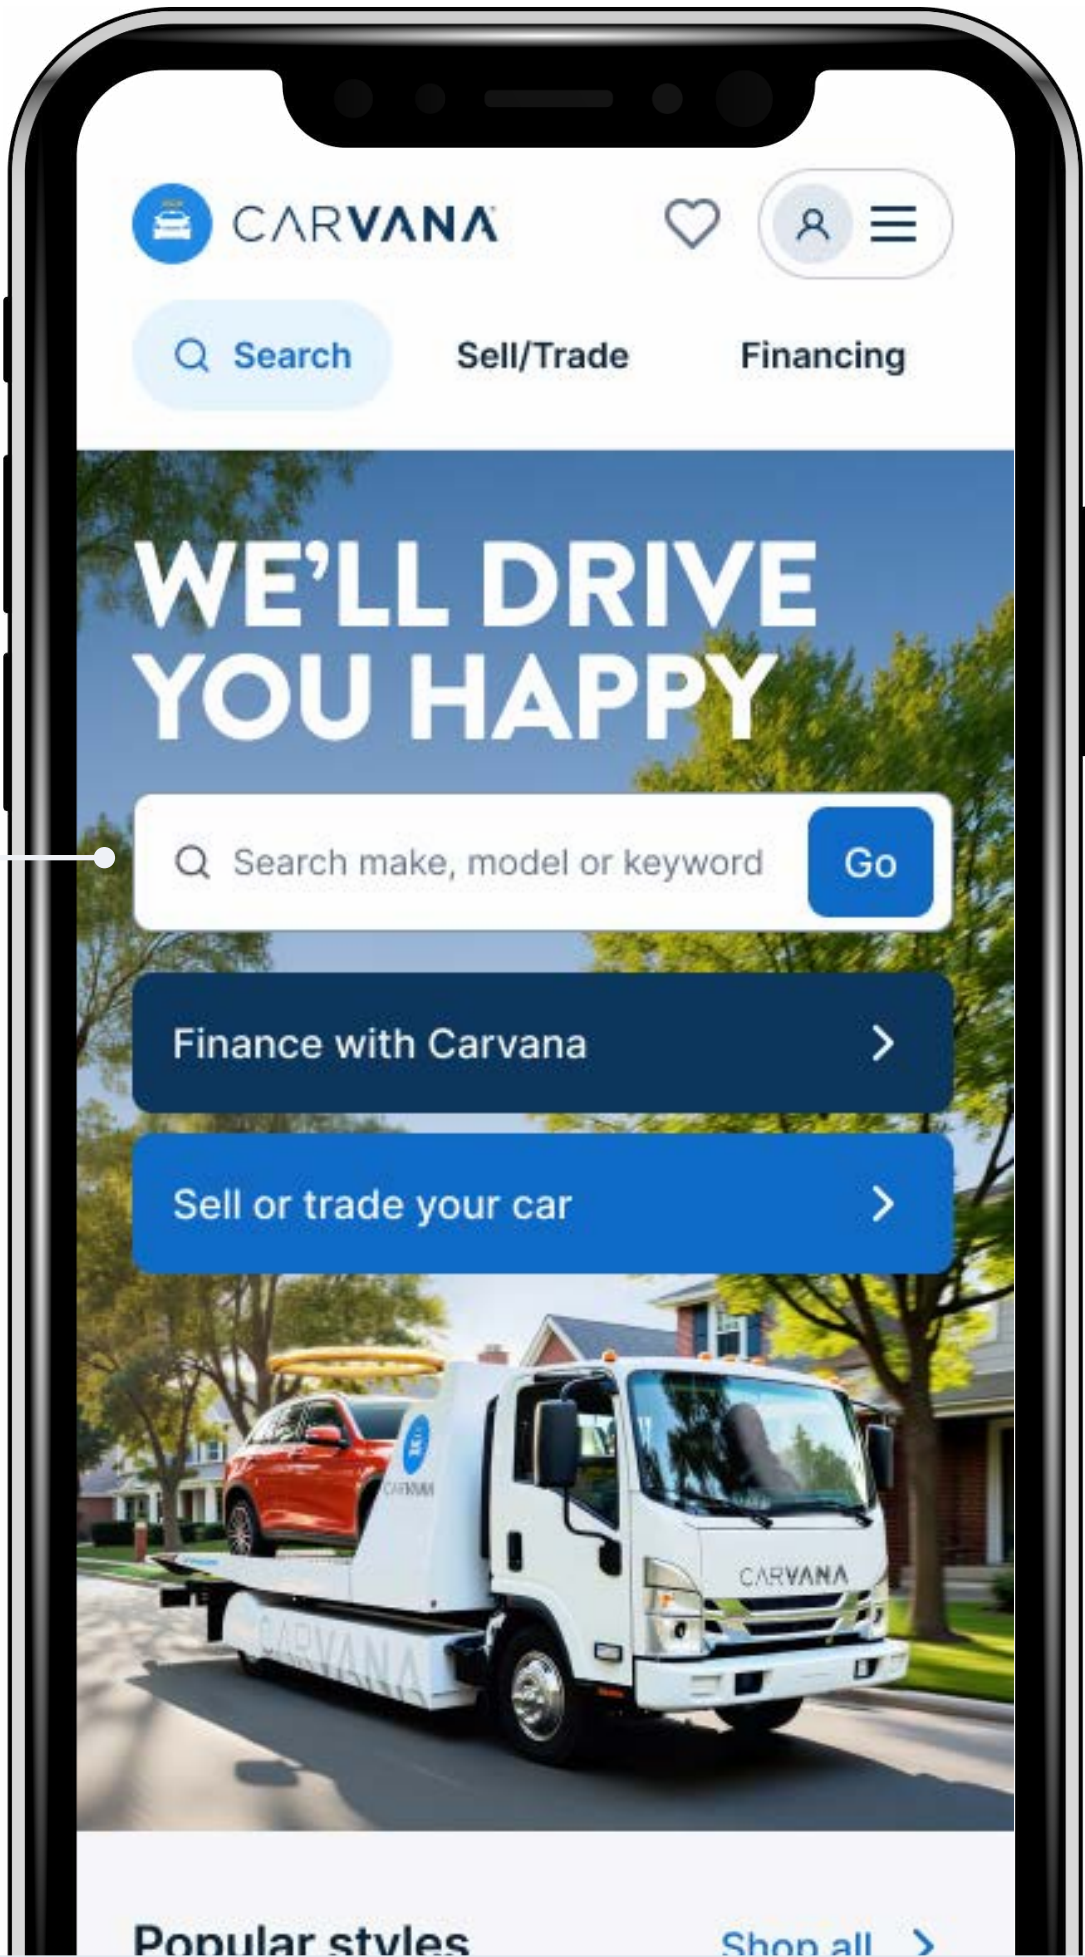 CARVANA
Search
Sell/Trade
Financing
WE'LL DRIVE
YOU HAPPY
Search make, model or keyword
Go
Finance with Carvana
Sell or trade your car
CARVANA
CARVANA
CARVANA
Popular styles
Shop all